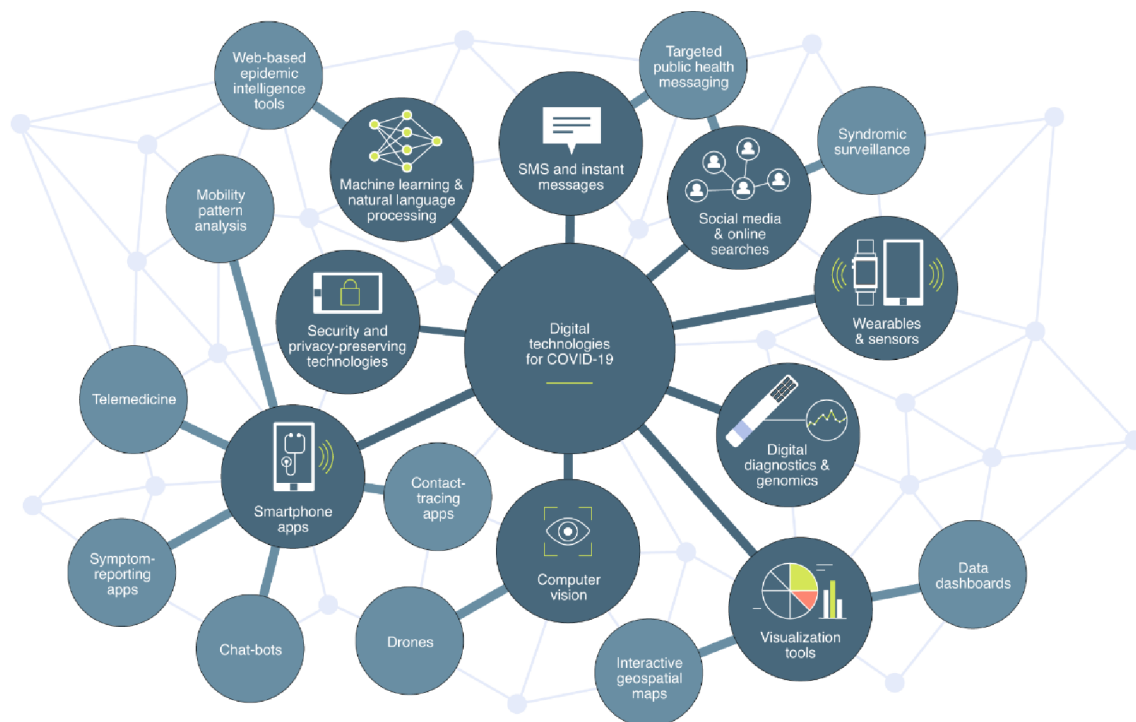 Web-based
epidemic
intelligence
tools
Targeted
public health
messaging
Syndromic
surveillance
SMS and instant
messages
Machine learning &
natural language
processing
Mobility
pattern
analysis
Social media
& online
searches
Security and
privacy-preserving
technologies
Digital
technologies
for COVID-19
Wearables
& sensors
Telemedicine
Digital
diagnostics &
genomics
Smartphone
apps
Contact-
tracing
apps
Symptom-
reporting
apps
Computer
vision
Data
dashboards
Chat-bots
Drones
Interactive
geospatial
maps
Visualization
tools